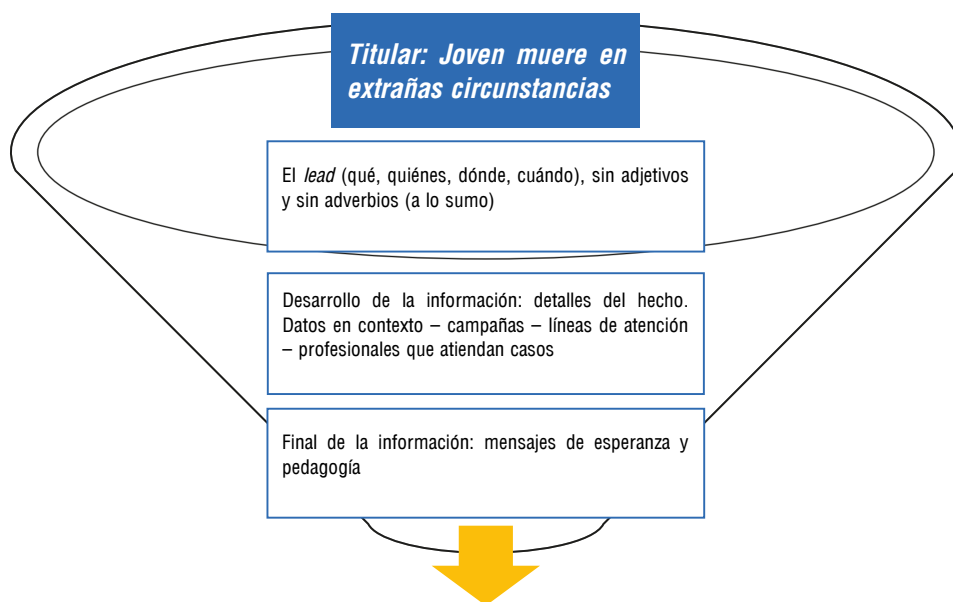 Titular: Joven muere en
extrañas circunstancias
El lead (qué, quiénes, dónde, cuándo), sin adjetivos
y sin adverbios (a lo sumo)
Desarrollo de la información: detalles del hecho.
Datos en contexto – campañas – líneas de atención
– profesionales que atiendan casos
Final de la información: mensajes de esperanza y
pedagogía